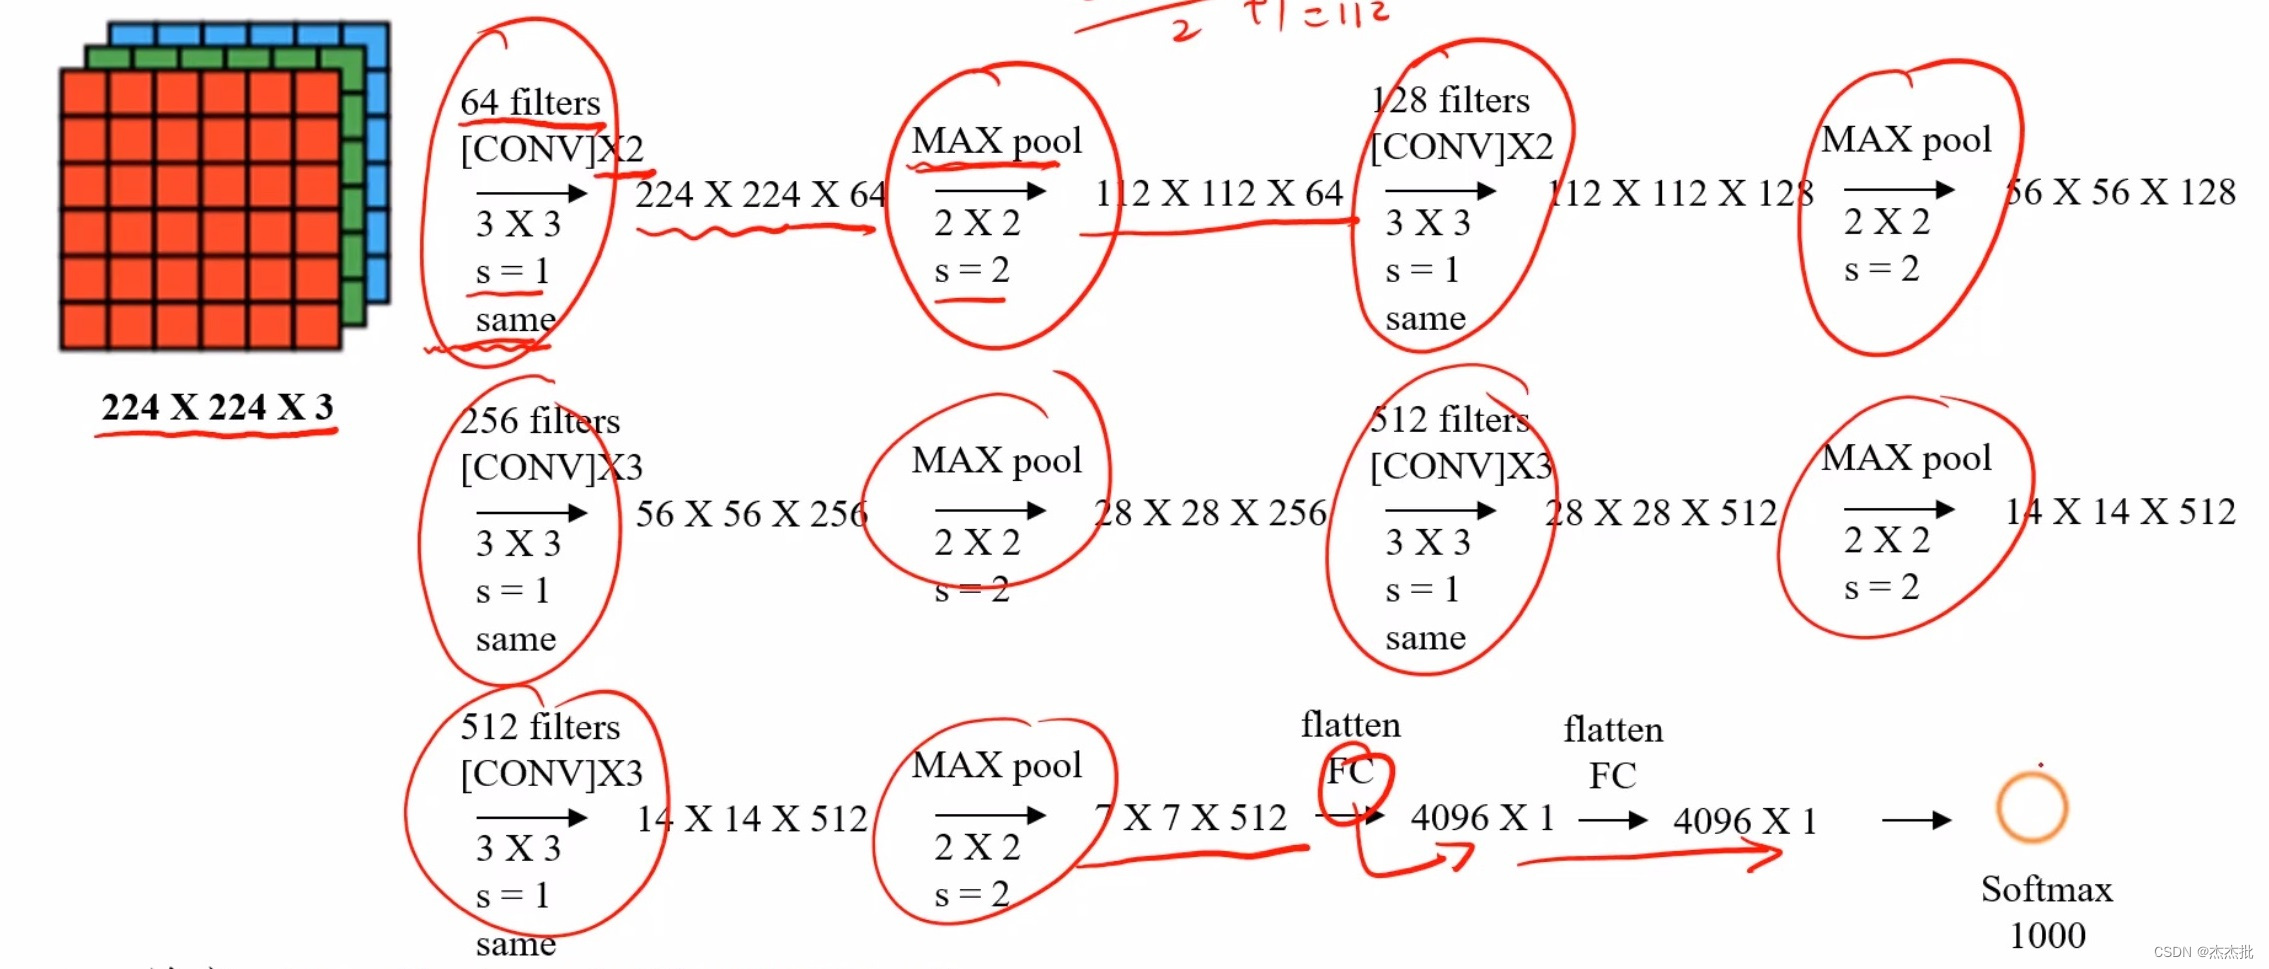 2 +1=112
64 filters
[CONV]X2
3 X 3
s = 1
same
224 X 224 X 64
MAX pool
2 X 2
s = 2
112 X 112 X 64
128 filters
[CONV]X2
3 X 3
s = 1
same
112 X 112 X 128
MAX pool
2 X 2
s = 2
56 X 56 X 128
224 X 224 X 3
256 filters
[CONV]X3
3 X 3
s = 1
same
56 X 56 X 256
MAX pool
2 X 2
s = 2
28 X 28 X 256
512 filters
[CONV]X3
3 X 3
s = 1
same
28 X 28 X 512
MAX pool
2 X 2
s = 2
14 X 14 X 512
512 filters
[CONV]X3
3 X 3
s = 1
same
14 X 14 X 512
MAX pool
2 X 2
s = 2
7 X 7 X 512
flatten
FC
4096 X 1
flatten
FC
4096 X 1
Softmax
1000
CSDN @杰杰批